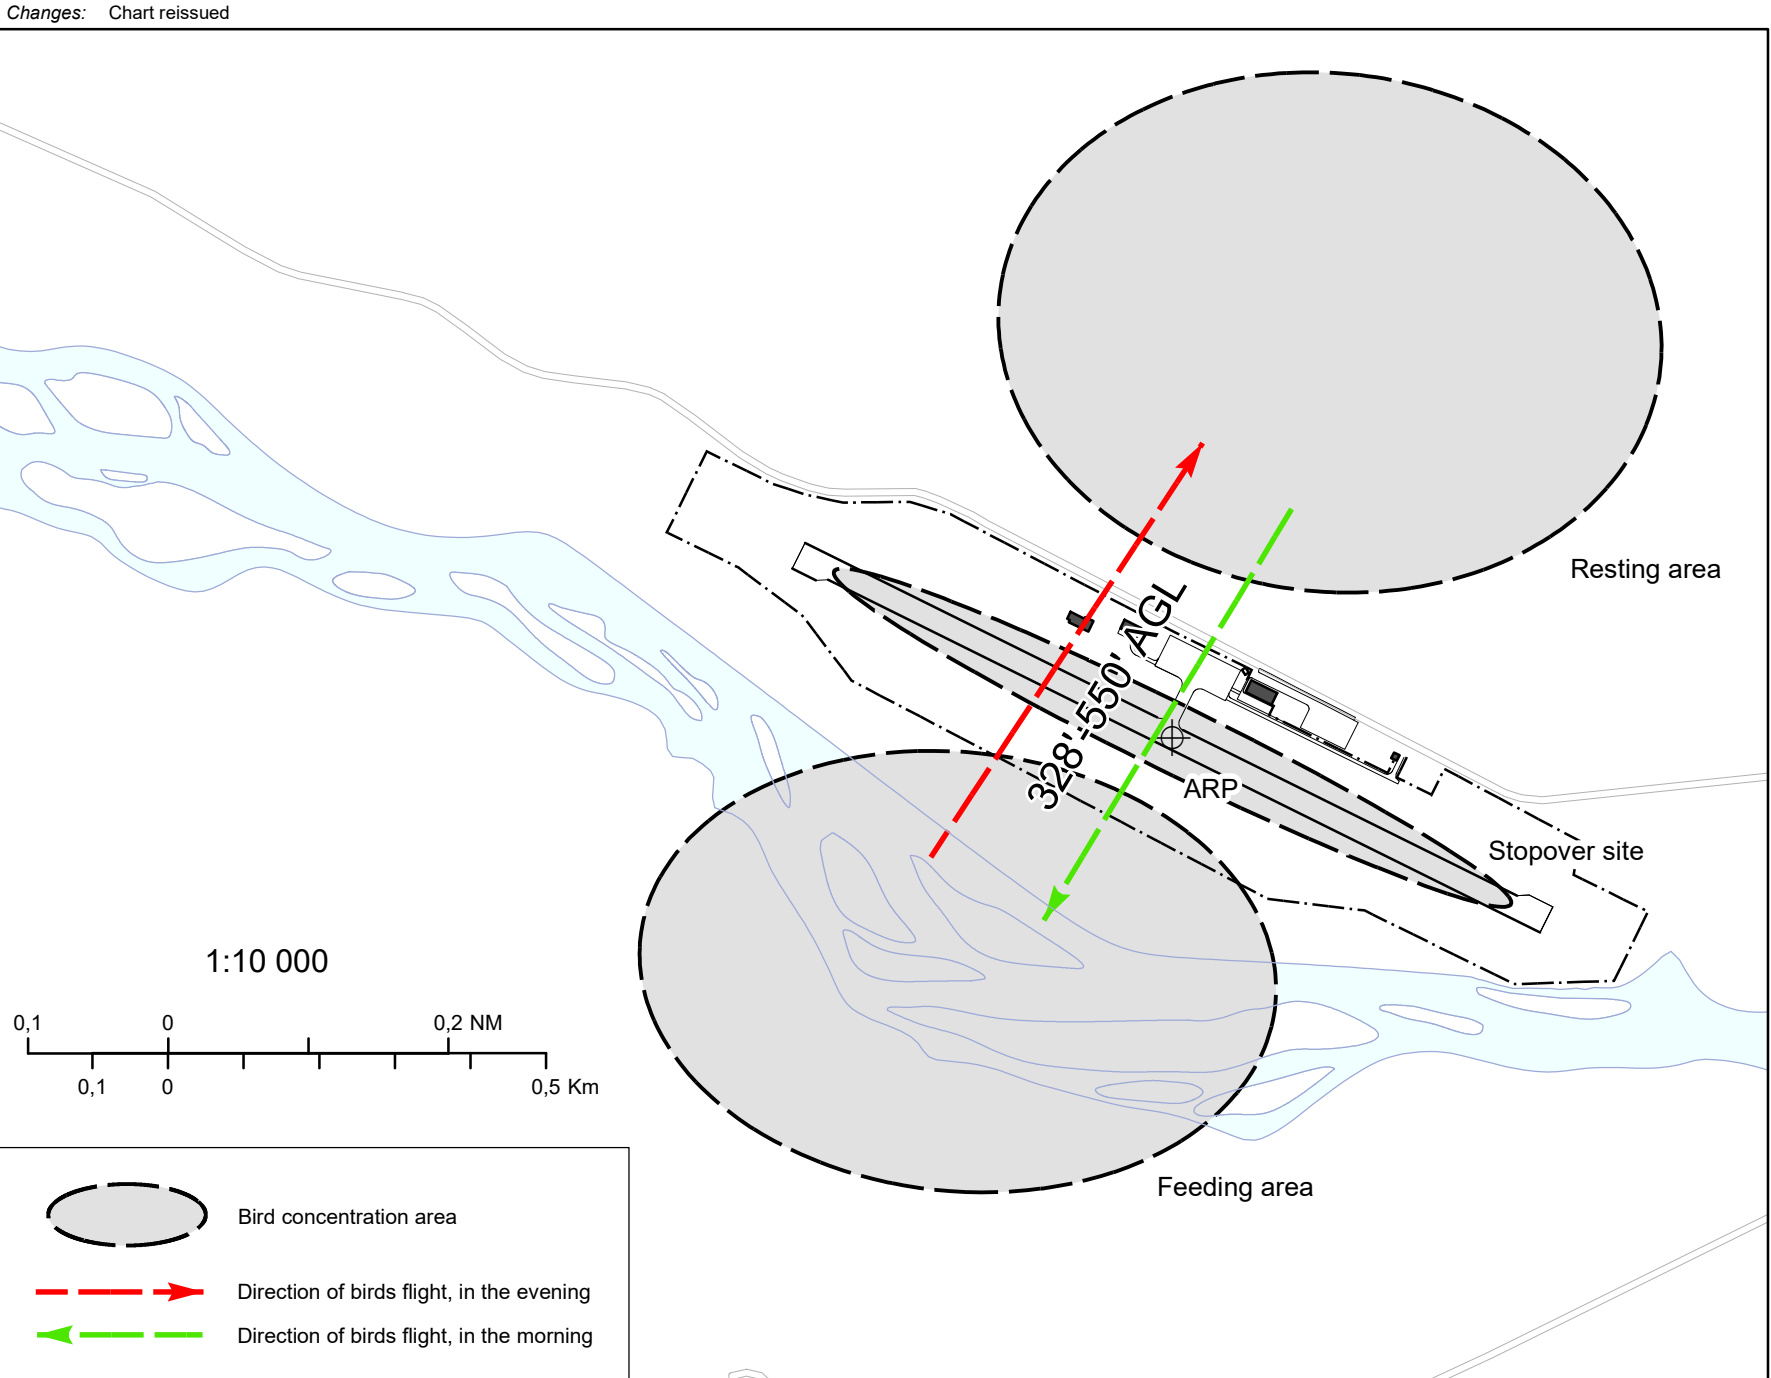 Changes: Chart reissued
Resting area
328'-550' AGL
ARP
Stopover site
1:10 000
0,1 0 0,2 NM
0,1 0 0,5 Km
Feeding area
Bird concentration area
Direction of birds flight, in the evening
Direction of birds flight, in the morning